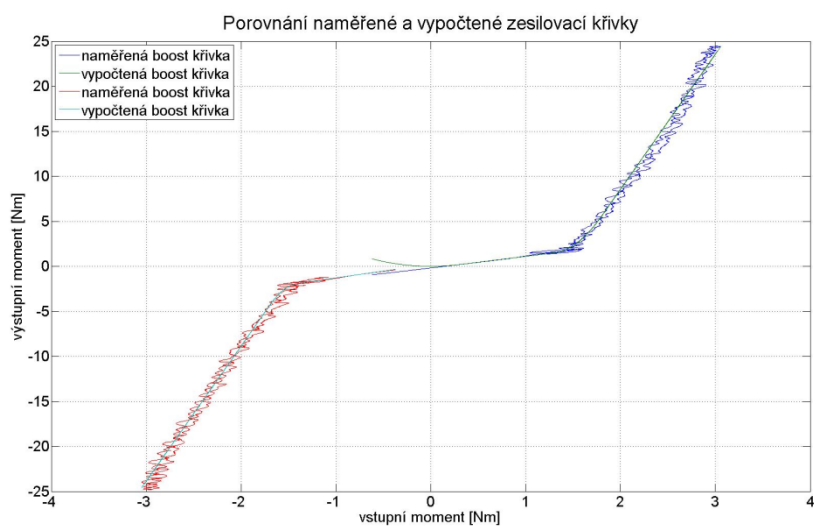 Porovnání naměřené a vypočtené zesilovací křivky
naměřená boost křivka
vypočtená boost křivka
naměřená boost křivka
vypočtená boost křivka
výstupní moment [Nm]
25
20
15
10
5
0
-5
-10
-15
-20
-25
-4
-3
-2
-1
0
1
2
3
4
vstupní moment [Nm]